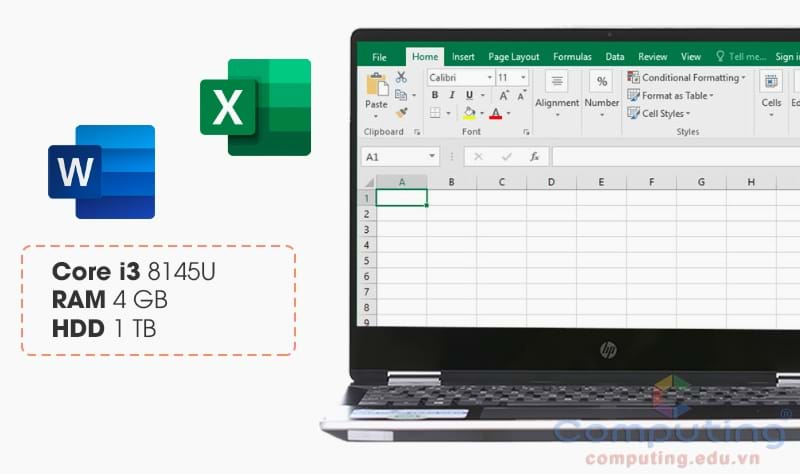 W
X
Core i3 8145U
RAM 4 GB
HDD 1 TB
File Home Insert Page Layout Formulas Data Review View Tell me... Sign in
Paste
Calibri 11
B I U A A
A
Alignment
%
Number
Conditional Formatting
Format as Table
Cell Styles
Cells
Clipboard Font Styles
A1 fx
A B C D E F G H
1
2
3
4
5
6
7
8
9
hp
Computing®
computing.edu.vn